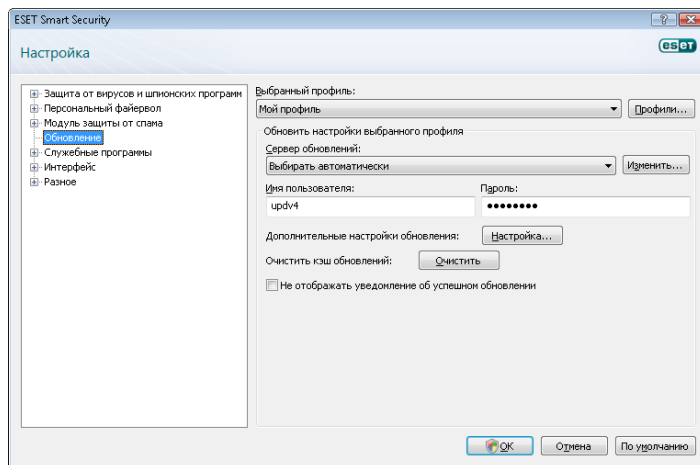 ESET Smart Security
Настройка
eset
Защита от вирусов и шпионских программ
Персональный файервол
Модуль защиты от спама
Обновление
Служебные программы
Интерфейс
Разное
Выбранный профиль:
Мой профиль
Профили...
Обновить настройки выбранного профиля
Сервер обновлений:
Выбирать автоматически
Изменить...
Имя пользователя:
Пароль:
updv4
••••••••
Дополнительные настройки обновления:
Настройка...
Очистить кэш обновлений:
Очистить
Не отображать уведомление об успешном обновлении
OK
Отмена
По умолчанию